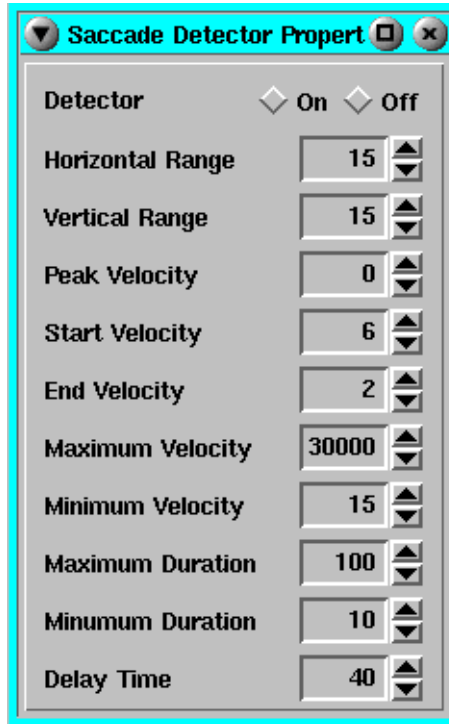 Saccade Detector Propert
Detector On Off
Horizontal Range 15
Vertical Range 15
Peak Velocity 0
Start Velocity 6
End Velocity 2
Maximum Velocity 30000
Minimum Velocity 15
Maximum Duration 100
Minumum Duration 10
Delay Time 40